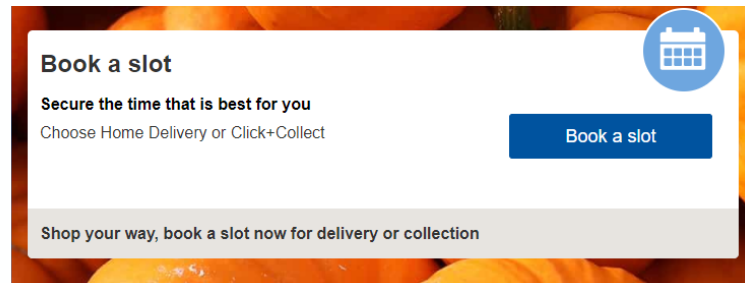 Book a slot
Secure the time that is best for you
Choose Home Delivery or Click+Collect
Book a slot
Shop your way, book a slot now for delivery or collection